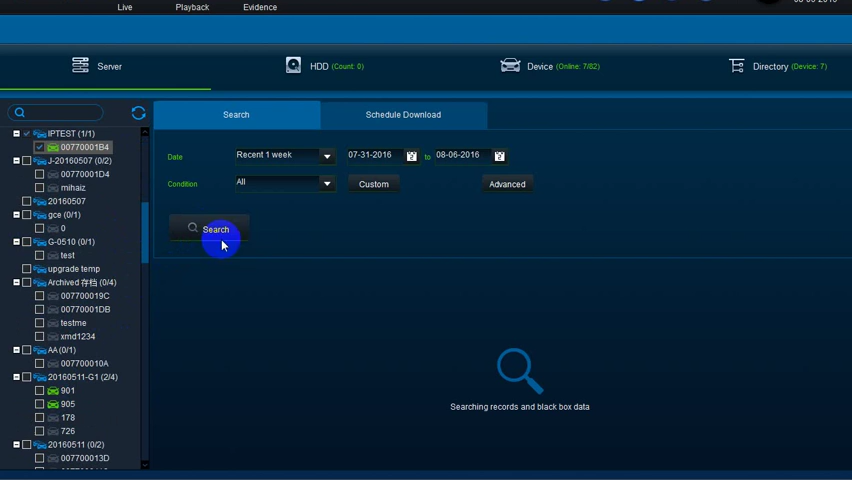 Live Playback Evidence
Server HDD (Count: 0) Device (Online: 7/82) Directory (Device: 7)
Search Schedule Download
IPTEST (1/1)
00770001B4
J-20160507 (0/2)
00770001D4
mihaiz
20160507
gce (0/1)
0
G-0510 (0/1)
test
upgrade temp
Archived 存档 (0/4)
007700019C
00770001DB
testme
xmd1234
AA (0/1)
007700010A
20160511-G1 (2/4)
901
905
178
726
20160511 (0/2)
007700013D
Date Recent 1 week 07-31-2016 to 08-06-2016
Condition All Custom Advanced
Search
Searching records and black box data